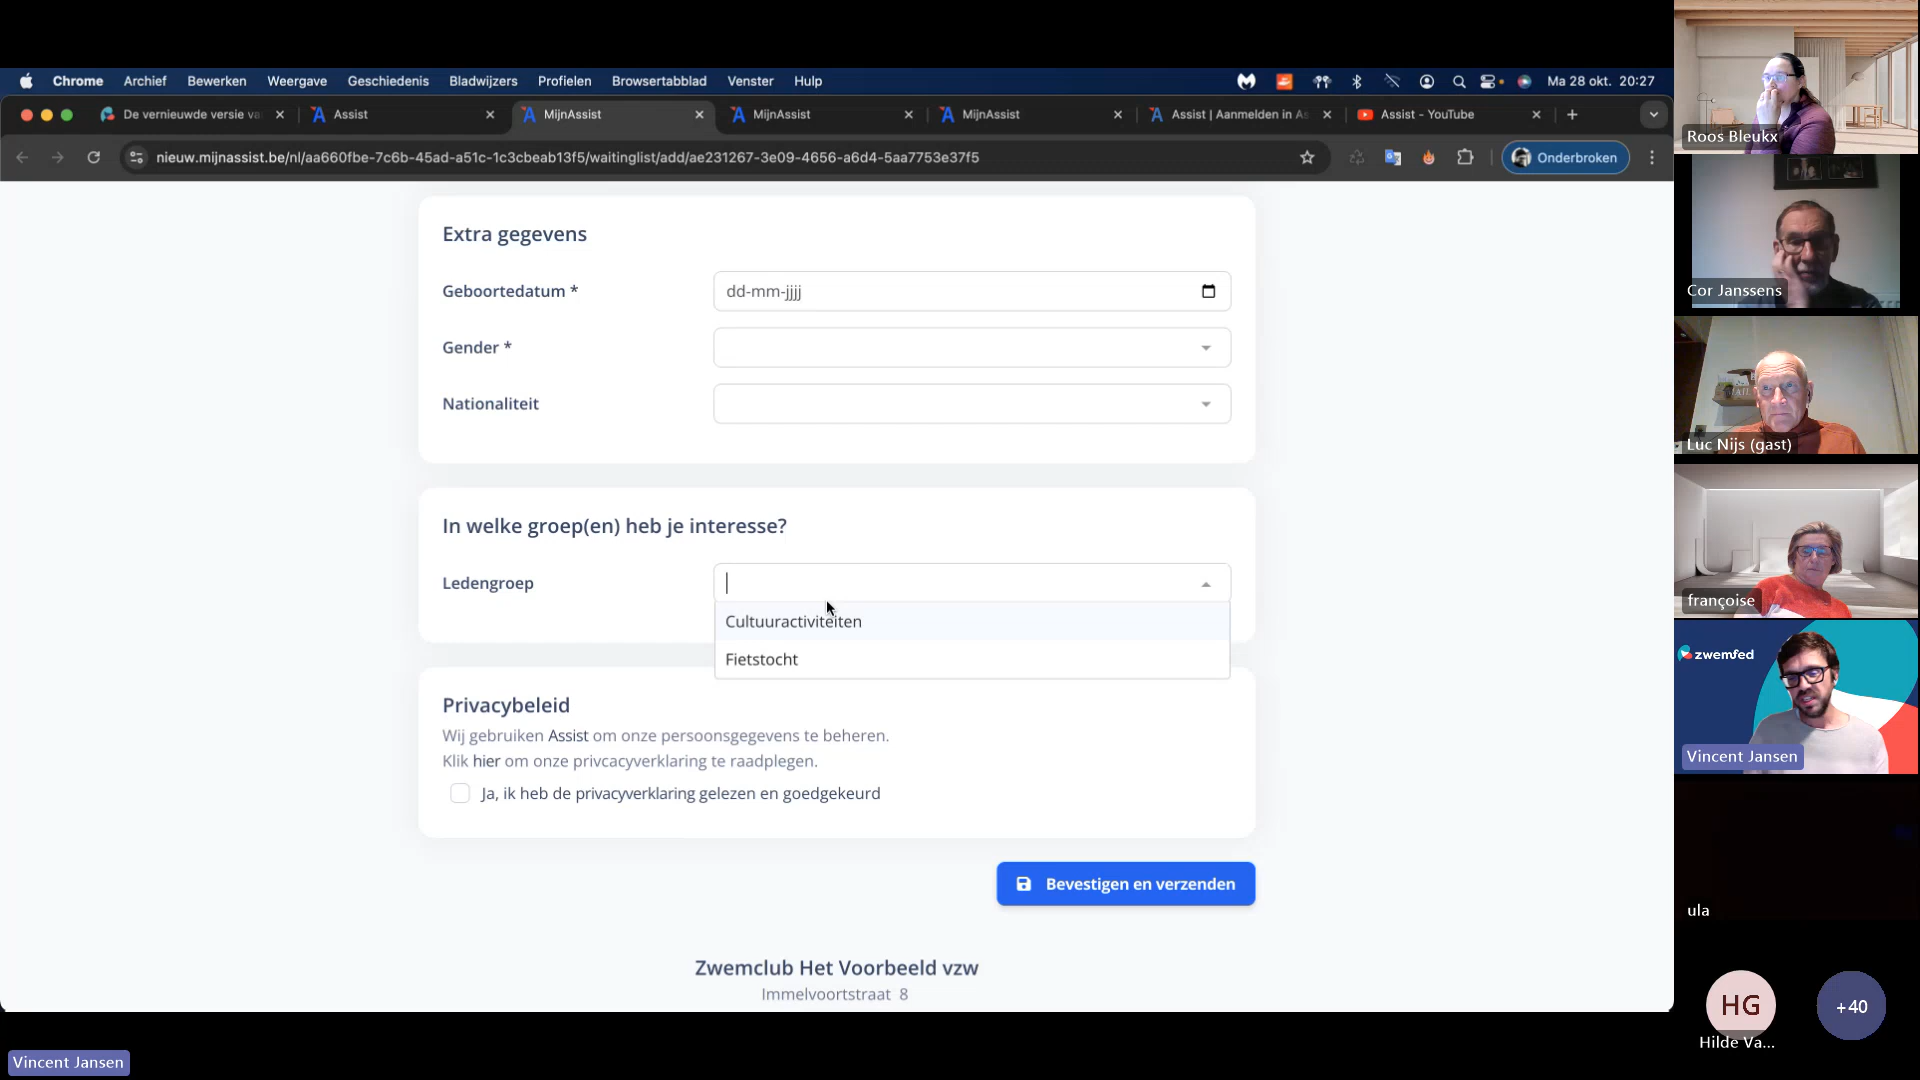 Chrome Archief Bewerken Weergave Geschiedenis Bladwijzers Profielen Browsertabblad Venster Hulp Ma 28 okt. 20:27
De vernieuwde versie va
Assist
MijnAssist
MijnAssist
MijnAssist
Assist | Aanmelden in As
Assist - YouTube
nieuw.mijnassist.be/nl/aa660fbe-7c6b-45ad-a51c-1c3cbeab13f5/waitinglist/add/ae231267-3e09-4656-a6d4-5aa7753e37f5
Onderbroken
Extra gegevens
Geboortedatum * dd-mm-jjjj
Gender *
Nationaliteit
In welke groep(en) heb je interesse?
Ledengroep
Cultuuractiviteiten
Fietstocht
Privacybeleid
Wij gebruiken Assist om onze persoonsgegevens te beheren.
Klik hier om onze privcacyverklaring te raadplegen.
Ja, ik heb de privacyverklaring gelezen en goedgekeurd
Bevestigen en verzenden
Zwemclub Het Voorbeeld vzw
Immelvoortstraat 8
Vincent Jansen
Roos Bleukx
Cor Janssens
Luc Nijs (gast)
françoise
zwemfed
Vincent Jansen
ula
HG
Hilde Va...
+40